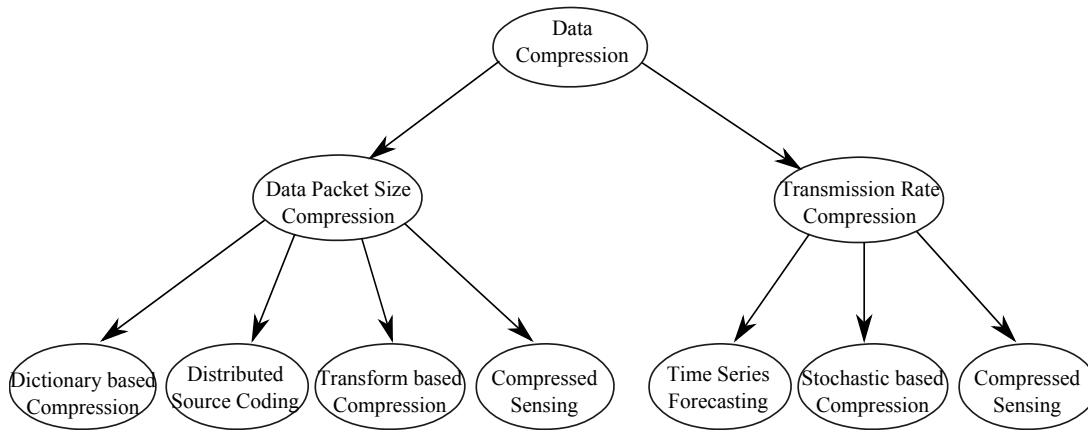 Data
Compression
Data Packet Size
Compression
Transmission Rate
Compression
Dictionary based
Compression
Distributed
Source Coding
Transform based
Compression
Compressed
Sensing
Time Series
Forecasting
Stochastic based
Compression
Compressed
Sensing